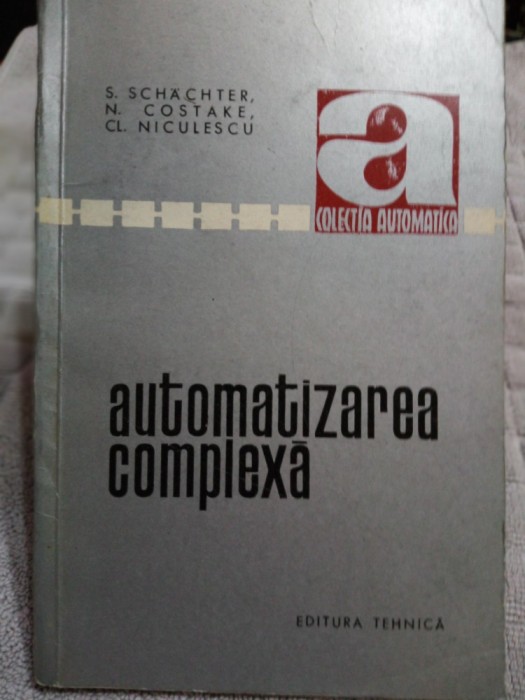 S. SCHÄCHTER,
N. COSTAKE,
CL. NICULESCU
a
COLECȚIA AUTOMATICA
automatizarea
complexă
EDITURA TEHNICĂ